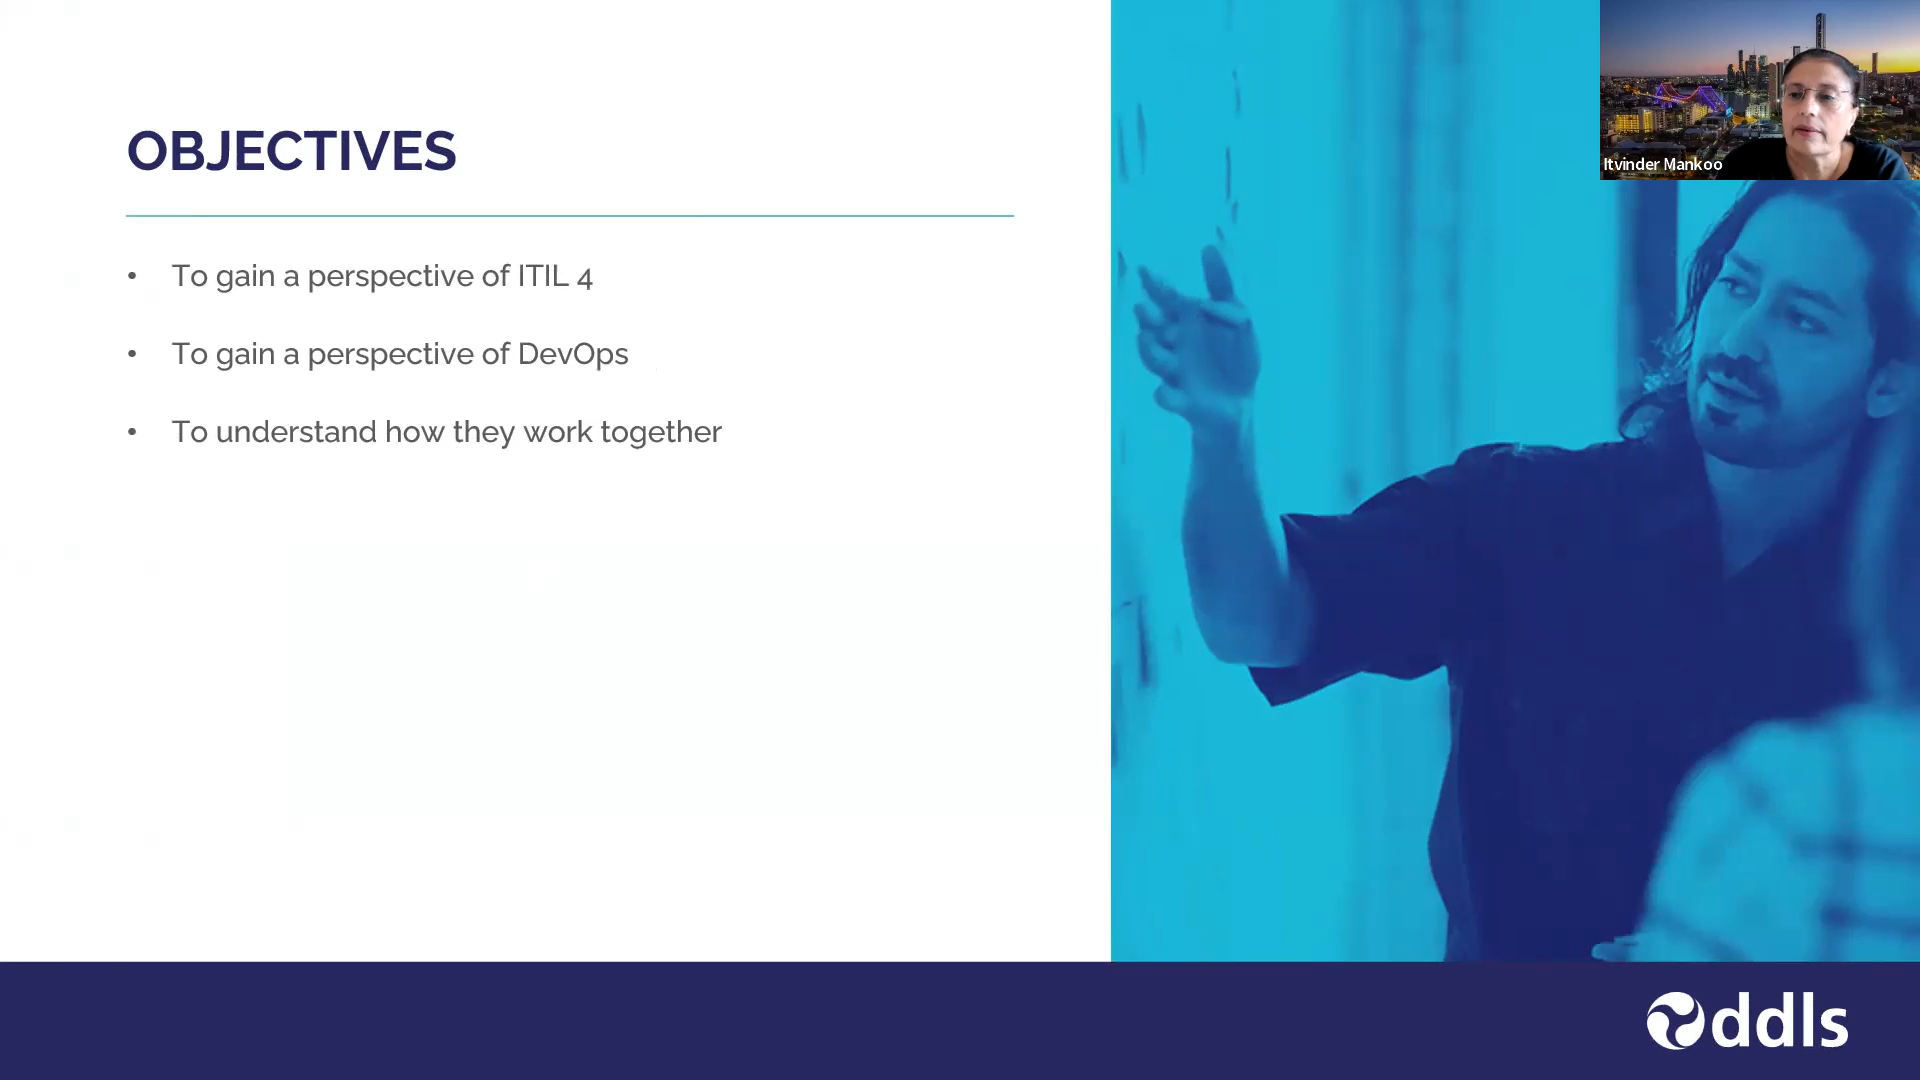 OBJECTIVES
• To gain a perspective of ITIL 4
• To gain a perspective of DevOps
• To understand how they work together
Itvinder Mankoo
ddls